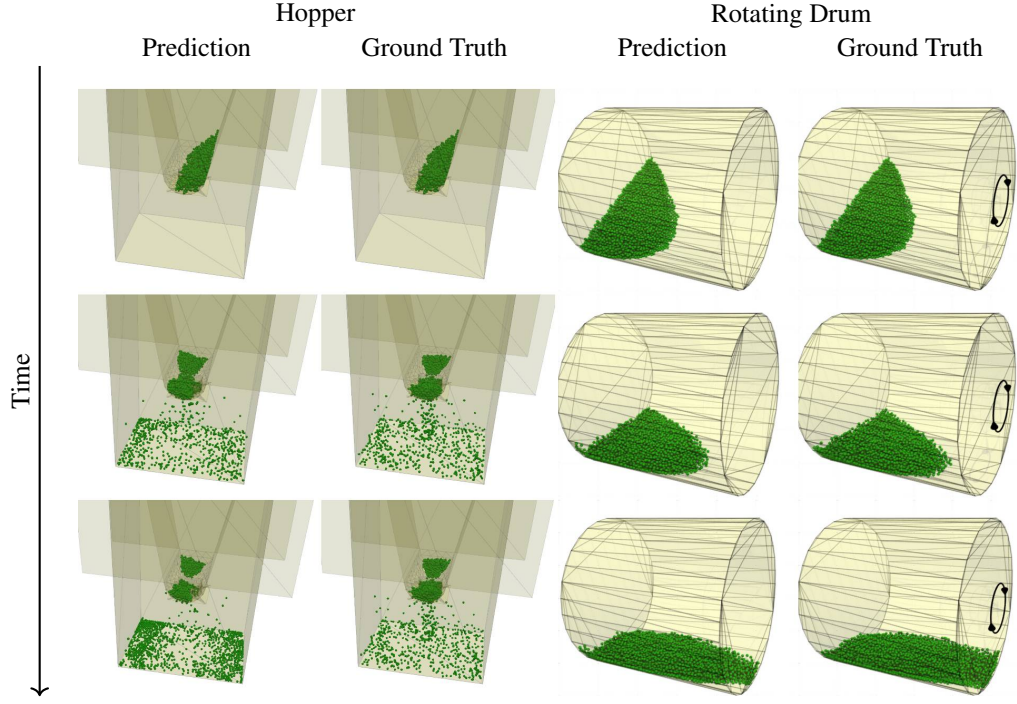 Hopper
Rotating Drum
Prediction
Ground Truth
Prediction
Ground Truth
Time